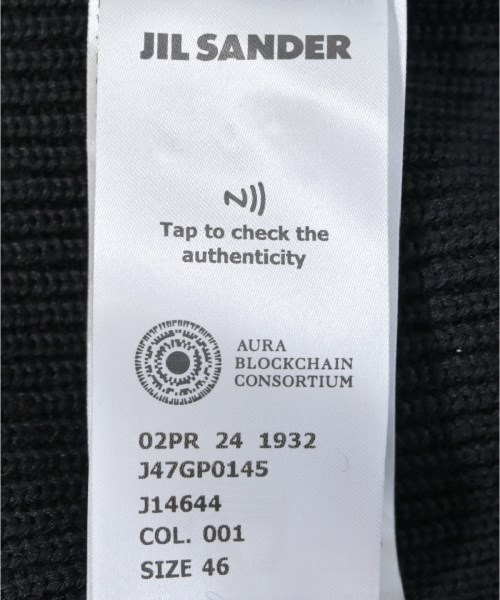 JIL SANDER
Tap to check the
authenticity
AURA
BLOCKCHAIN
CONSORTIUM
02PR 24 1932
J47GP0145
J14644
COL. 001
SIZE 46